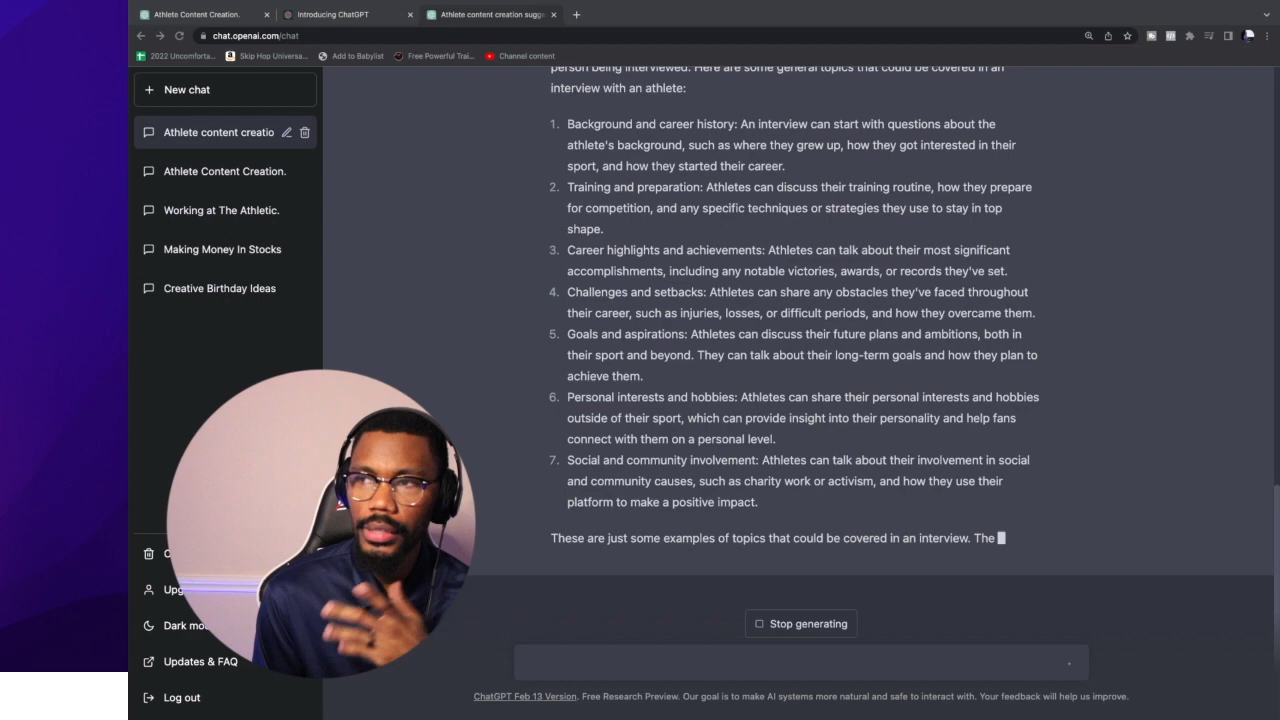 Athlete Content Creation.
Introducing ChatGPT
Athlete content creation sugge
chat.openai.com/chat
2022 Uncomforta...
Skip Hop Universa...
Add to Babylist
Free Powerful Trai...
Channel content
New chat
Athlete content creatio
Athlete Content Creation.
Working at The Athletic.
Making Money In Stocks
Creative Birthday Ideas
Upg
Dark mo
Updates & FAQ
Log out
person being interviewed. Here are some general topics that could be covered in an
interview with an athlete:
1. Background and career history: An interview can start with questions about the
athlete's background, such as where they grew up, how they got interested in their
sport, and how they started their career.
2. Training and preparation: Athletes can discuss their training routine, how they prepare
for competition, and any specific techniques or strategies they use to stay in top
shape.
3. Career highlights and achievements: Athletes can talk about their most significant
accomplishments, including any notable victories, awards, or records they've set.
4. Challenges and setbacks: Athletes can share any obstacles they've faced throughout
their career, such as injuries, losses, or difficult periods, and how they overcame them.
5. Goals and aspirations: Athletes can discuss their future plans and ambitions, both in
their sport and beyond. They can talk about their long-term goals and how they plan to
achieve them.
6. Personal interests and hobbies: Athletes can share their personal interests and hobbies
outside of their sport, which can provide insight into their personality and help fans
connect with them on a personal level.
7. Social and community involvement: Athletes can talk about their involvement in social
and community causes, such as charity work or activism, and how they use their
platform to make a positive impact.
These are just some examples of topics that could be covered in an interview. The
Stop generating
ChatGPT Feb 13 Version. Free Research Preview. Our goal is to make AI systems more natural and safe to interact with. Your feedback will help us improve.